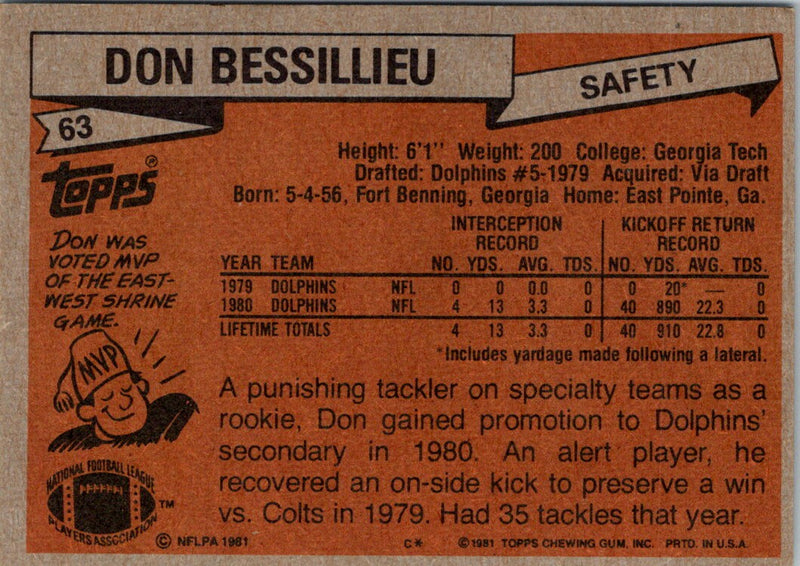 DON BESSILLIEU
SAFETY
63
TOPPS®
Height: 6'1" Weight: 200 College: Georgia Tech
Drafted: Dolphins #5-1979 Acquired: Via Draft
Born: 5-4-56, Fort Benning, Georgia Home: East Pointe, Ga.
DON WAS
VOTED MVP
OF THE EAST-
WEST SHRINE
GAME.
MVP
INTERCEPTION KICKOFF RETURN
RECORD RECORD
YEAR TEAM NO. YDS. AVG. TDS. NO. YDS. AVG. TDS.
1979 DOLPHINS NFL 0 0 0.0 0 0 20* — 0
1980 DOLPHINS NFL 4 13 3.3 0 40 890 22.3 0
LIFETIME TOTALS 4 13 3.3 0 40 910 22.8 0
*Includes yardage made following a lateral.
A punishing tackler on specialty teams as a
rookie, Don gained promotion to Dolphins'
secondary in 1980. An alert player, he
recovered an on-side kick to preserve a win
vs. Colts in 1979. Had 35 tackles that year.
NATIONAL FOOTBALL LEAGUE
PLAYERS ASSOCIATION
TM
© NFLPA 1981
C*
©1981 TOPPS CHEWING GUM, INC. PRTD. IN U.S.A.